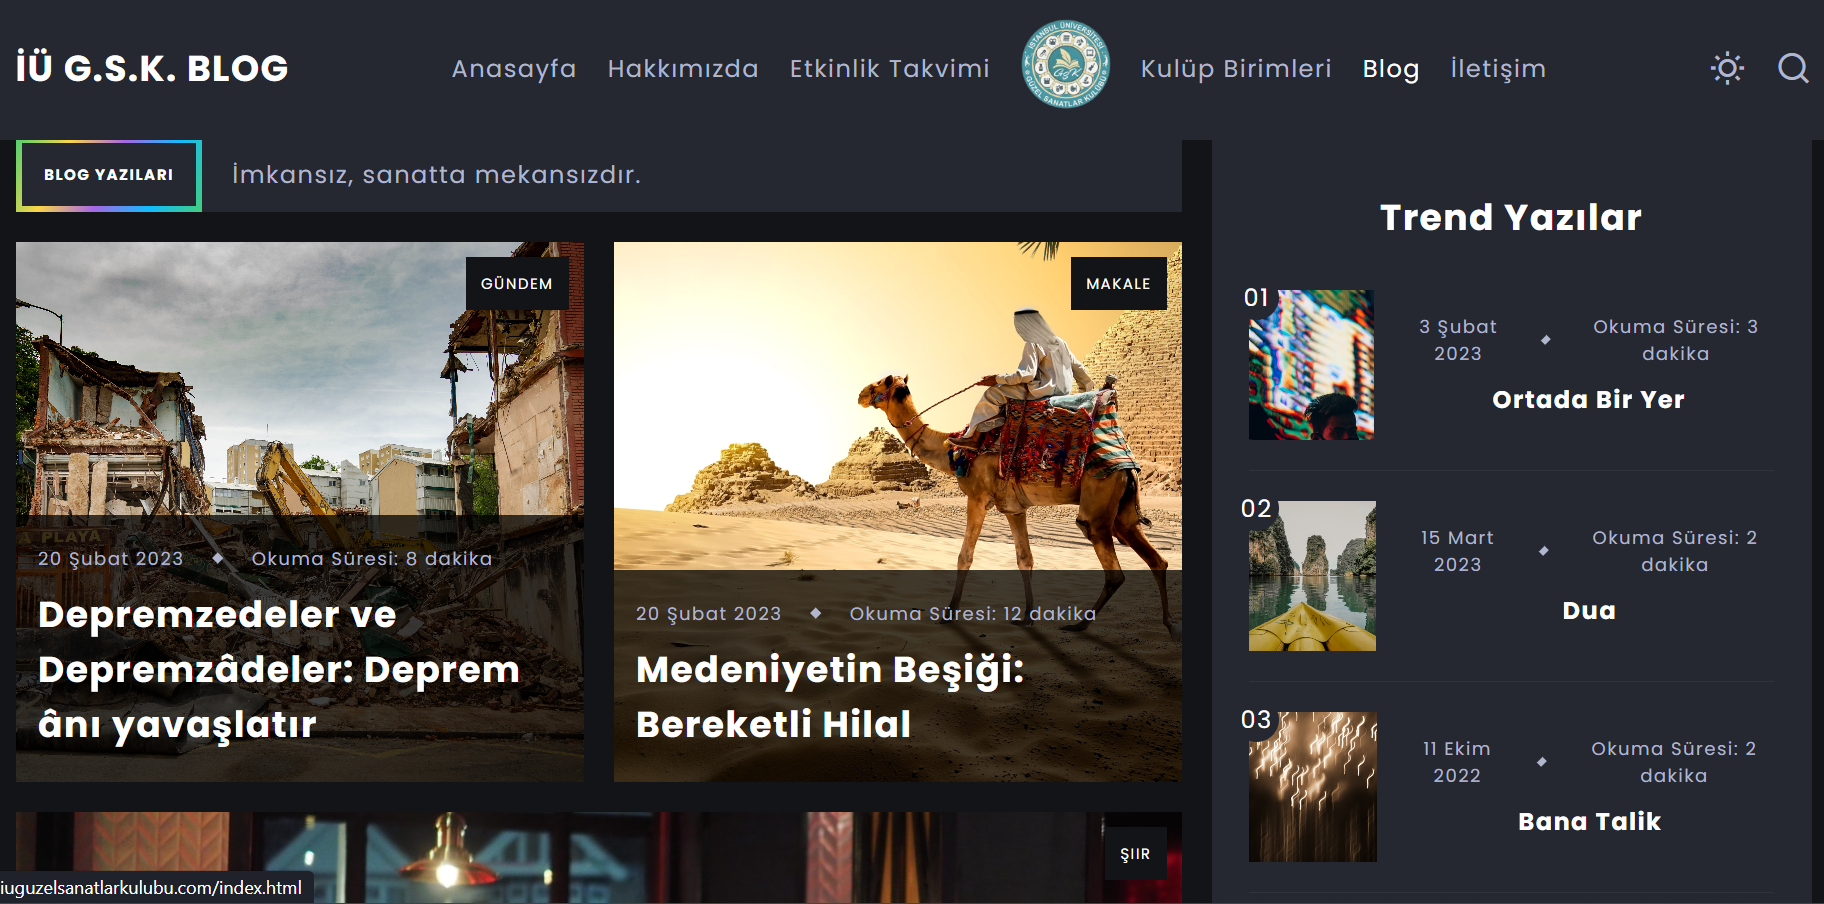 İÜ G.S.K. BLOG
Anasayfa
Hakkımızda
Etkinlik Takvimi
İSTANBUL ÜNİVERSİTESİ
GSK
GÜZEL SANATLAR KULÜBÜ
Kulüp Birimleri
Blog
İletişim
BLOG YAZILARI
İmkansız, sanatta mekansızdır.
GÜNDEM
A PLAYA
20 Şubat 2023
Okuma Süresi: 8 dakika
Depremzedeler ve
Depremzâdeler: Deprem
ânı yavaşlatır
MAKALE
20 Şubat 2023
Okuma Süresi: 12 dakika
Medeniyetin Beşiği:
Bereketli Hilal
ŞIIR
Trend Yazılar
01
3 Şubat
2023
Okuma Süresi: 3
dakika
Ortada Bir Yer
02
15 Mart
2023
Okuma Süresi: 2
dakika
Dua
03
11 Ekim
2022
Okuma Süresi: 2
dakika
Bana Talik
iuguzelsanatlarkulubu.com/index.html